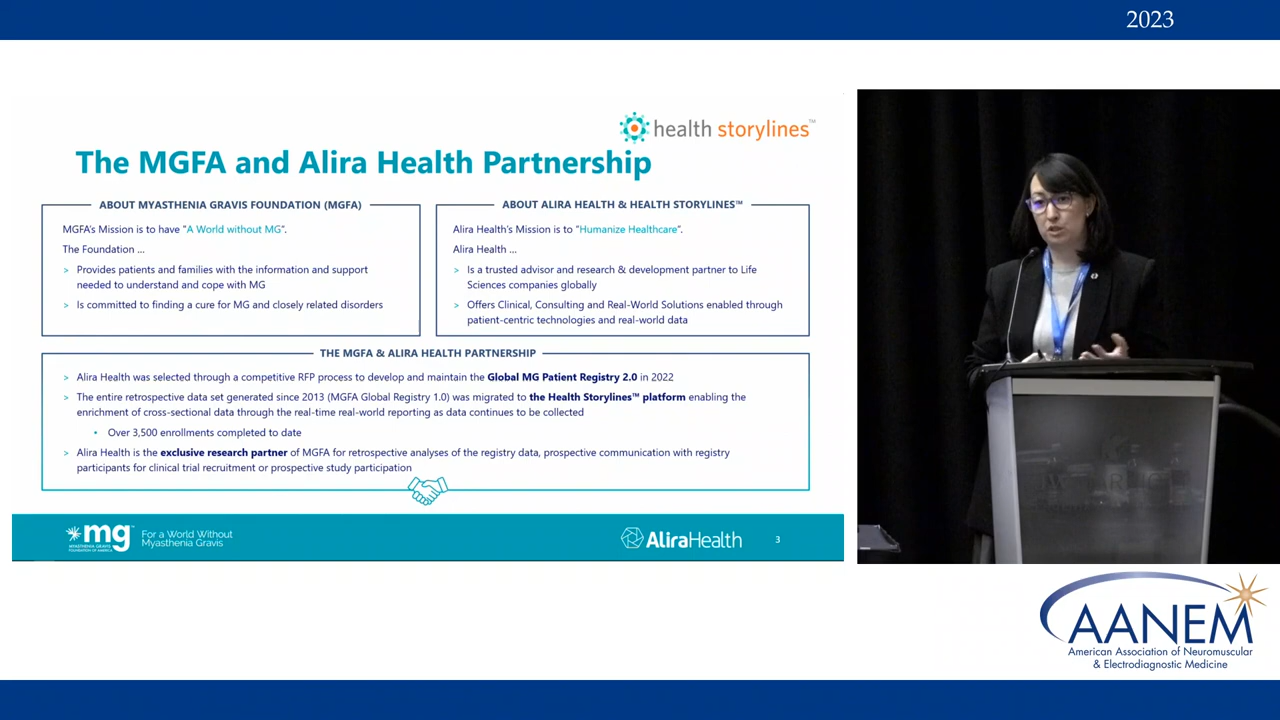 2023
health storylines™
The MGFA and Alira Health Partnership
ABOUT MYASTHENIA GRAVIS FOUNDATION (MGFA)
MGFA's Mission is to have "A World without MG".
The Foundation ...
> Provides patients and families with the information and support
needed to understand and cope with MG
> Is committed to finding a cure for MG and closely related disorders
ABOUT ALIRA HEALTH & HEALTH STORYLINES™
Alira Health's Mission is to "Humanize Healthcare".
Alira Health ...
> Is a trusted advisor and research & development partner to Life
Sciences companies globally
> Offers Clinical, Consulting and Real-World Solutions enabled through
patient-centric technologies and real-world data
THE MGFA & ALIRA HEALTH PARTNERSHIP
> Alira Health was selected through a competitive RFP process to develop and maintain the Global MG Patient Registry 2.0 in 2022
> The entire retrospective data set generated since 2013 (MGFA Global Registry 1.0) was migrated to the Health Storylines™ platform enabling the
enrichment of cross-sectional data through the real-time real-world reporting as data continues to be collected
• Over 3,500 enrollments completed to date
> Alira Health is the exclusive research partner of MGFA for retrospective analyses of the registry data, prospective communication with registry
participants for clinical trial recruitment or prospective study participation
mg
MYASTHENIA GRAVIS
FOUNDATION OF AMERICA
For a World Without
Myasthenia Gravis
AliraHealth
3
AANEM
American Association of Neuromuscular
& Electrodiagnostic Medicine